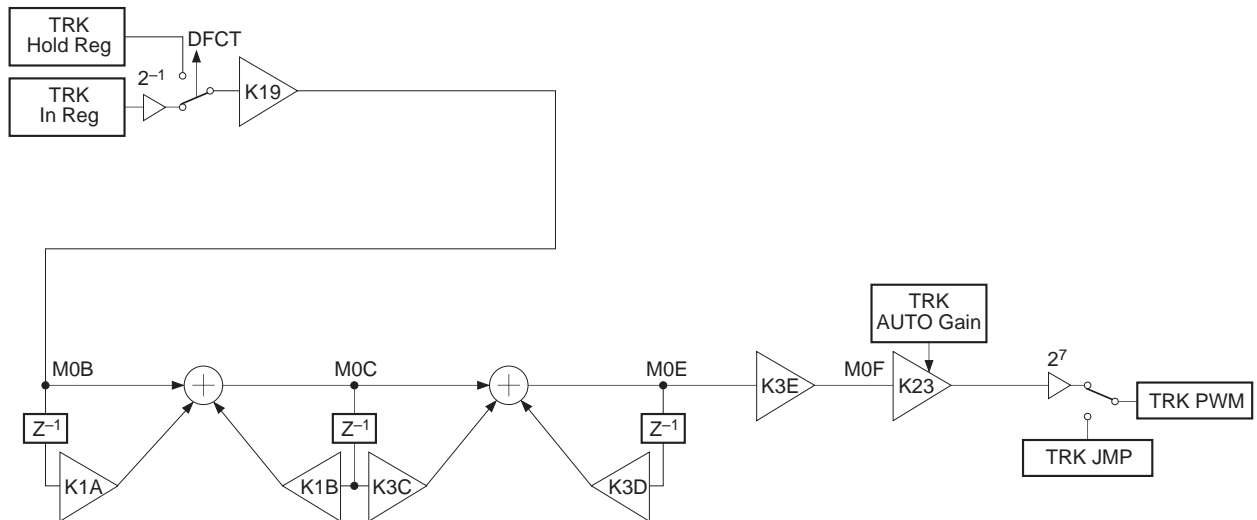 TRK
Hold Reg
DFCT
2–1
TRK
In Reg
K19
TRK
AUTO Gain
M0B
M0C
M0E
K3E
M0F
K23
27
TRK PWM
Z–1
Z–1
Z–1
TRK JMP
K1A
K1B
K3C
K3D